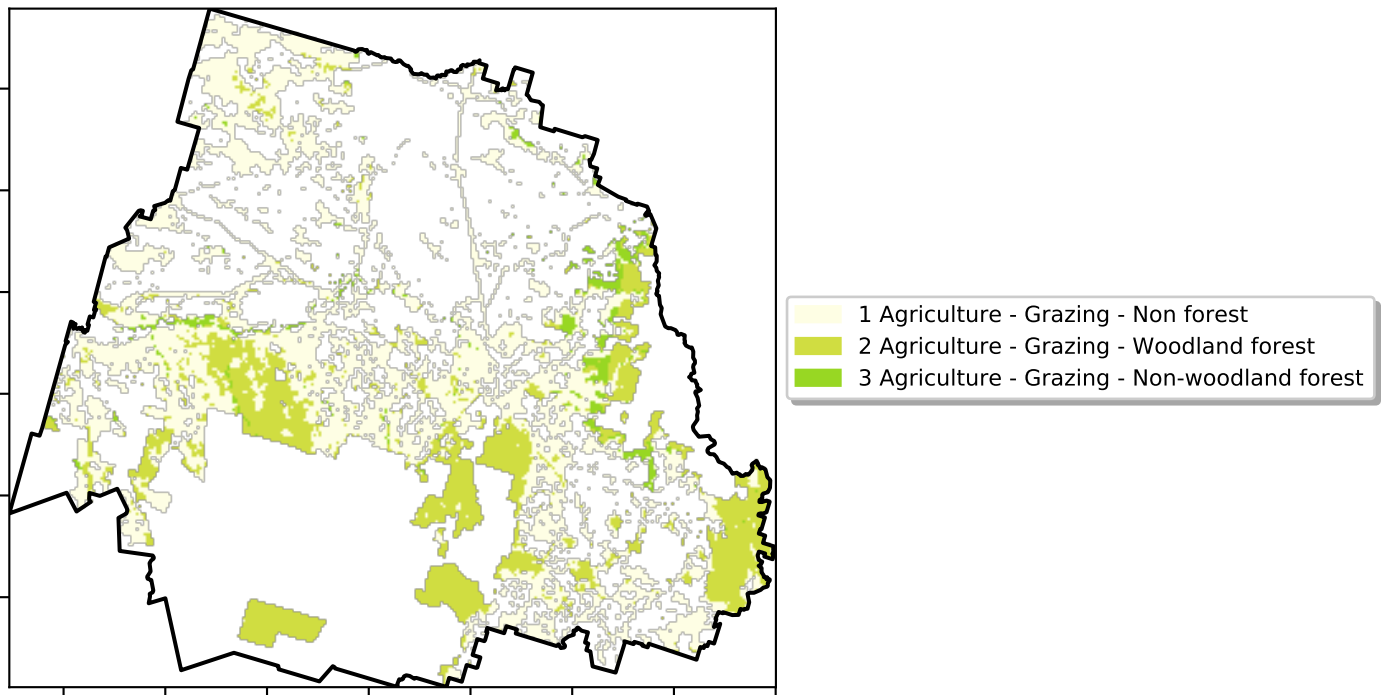 1 Agriculture - Grazing - Non forest
2 Agriculture - Grazing - Woodland forest
3 Agriculture - Grazing - Non-woodland forest